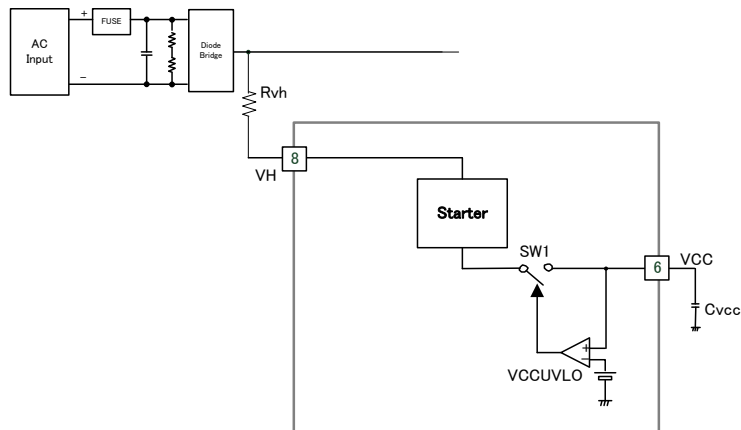 +
FUSE
AC
Input
Diode
Bridge
−
Rvh
8
VH
Starter
SW1
6
VCC
Cvcc
+
−
VCCUVLO